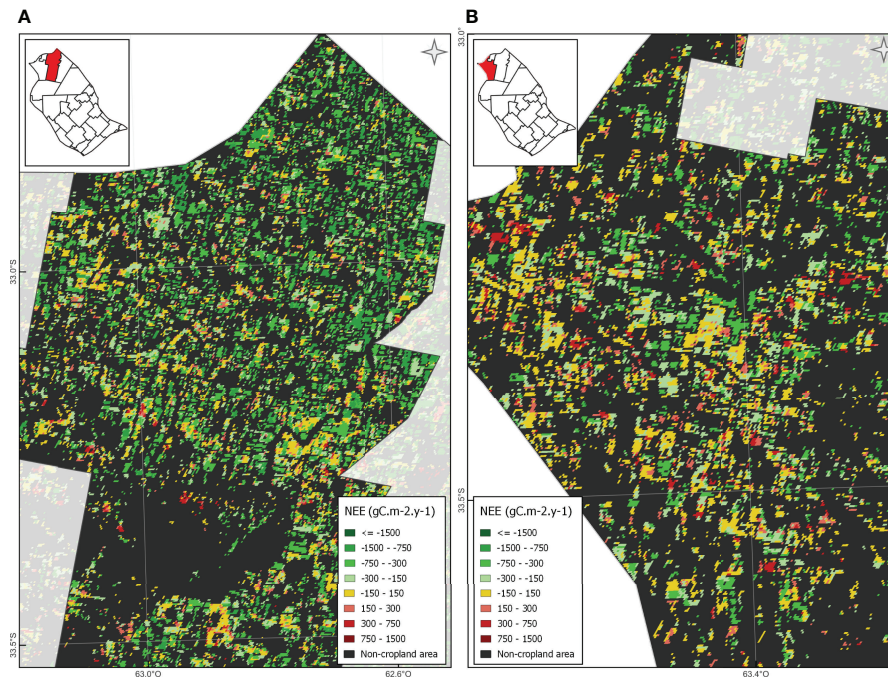 A
B
33.0°S
33.5°S
NEE (gC.m-2.y-1)
<= -1500
-1500 - -750
-750 - -300
-300 - -150
-150 - 150
150 - 300
300 - 750
750 - 1500
Non-cropland area
63.0°O
62.6°O
33.0°
33.5°S
NEE (gC.m-2.y-1)
<= -1500
-1500 - -750
-750 - -300
-300 - -150
-150 - 150
150 - 300
300 - 750
750 - 1500
Non-cropland area
63.4°O